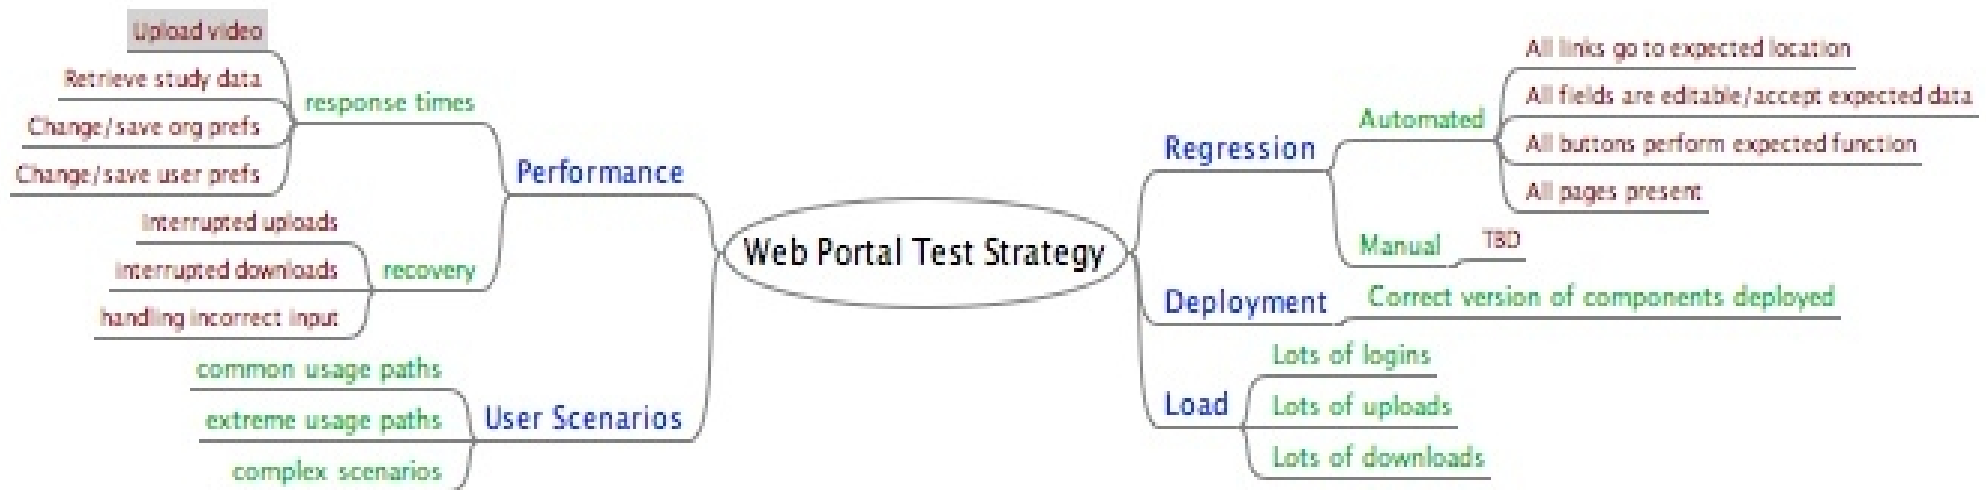 Upload video
Retrieve study data
Change/save org prefs
Change/save user prefs
response times
Interrupted uploads
interrupted downloads
handling incorrect input
recovery
Performance
common usage paths
extreme usage paths
complex scenarios
User Scenarios
Web Portal Test Strategy
Regression
Automated
All links go to expected location
All fields are editable/accept expected data
All buttons perform expected function
All pages present
Manual
TBD
Deployment
Correct version of components deployed
Load
Lots of logins
Lots of uploads
Lots of downloads